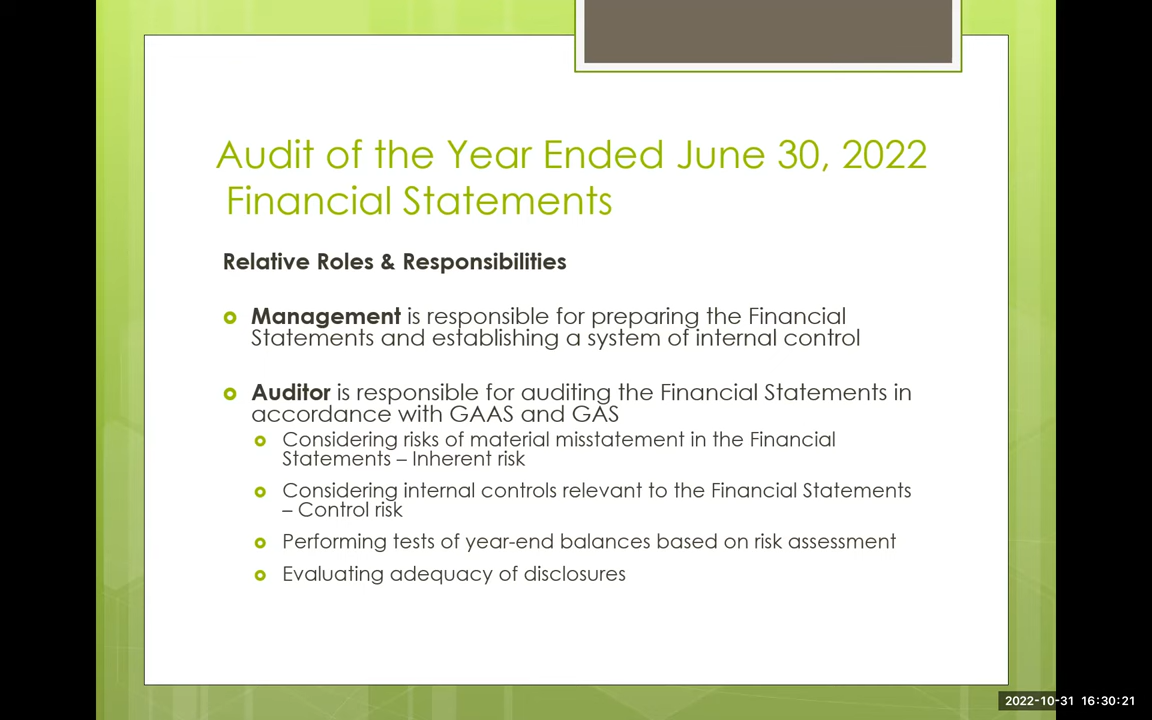 Audit of the Year Ended June 30, 2022
Financial Statements
Relative Roles & Responsibilities
Management is responsible for preparing the Financial
Statements and establishing a system of internal control
Auditor is responsible for auditing the Financial Statements in
accordance with GAAS and GAS
Considering risks of material misstatement in the Financial
Statements – Inherent risk
Considering internal controls relevant to the Financial Statements
– Control risk
Performing tests of year-end balances based on risk assessment
Evaluating adequacy of disclosures
2022-10-31 16:30:21